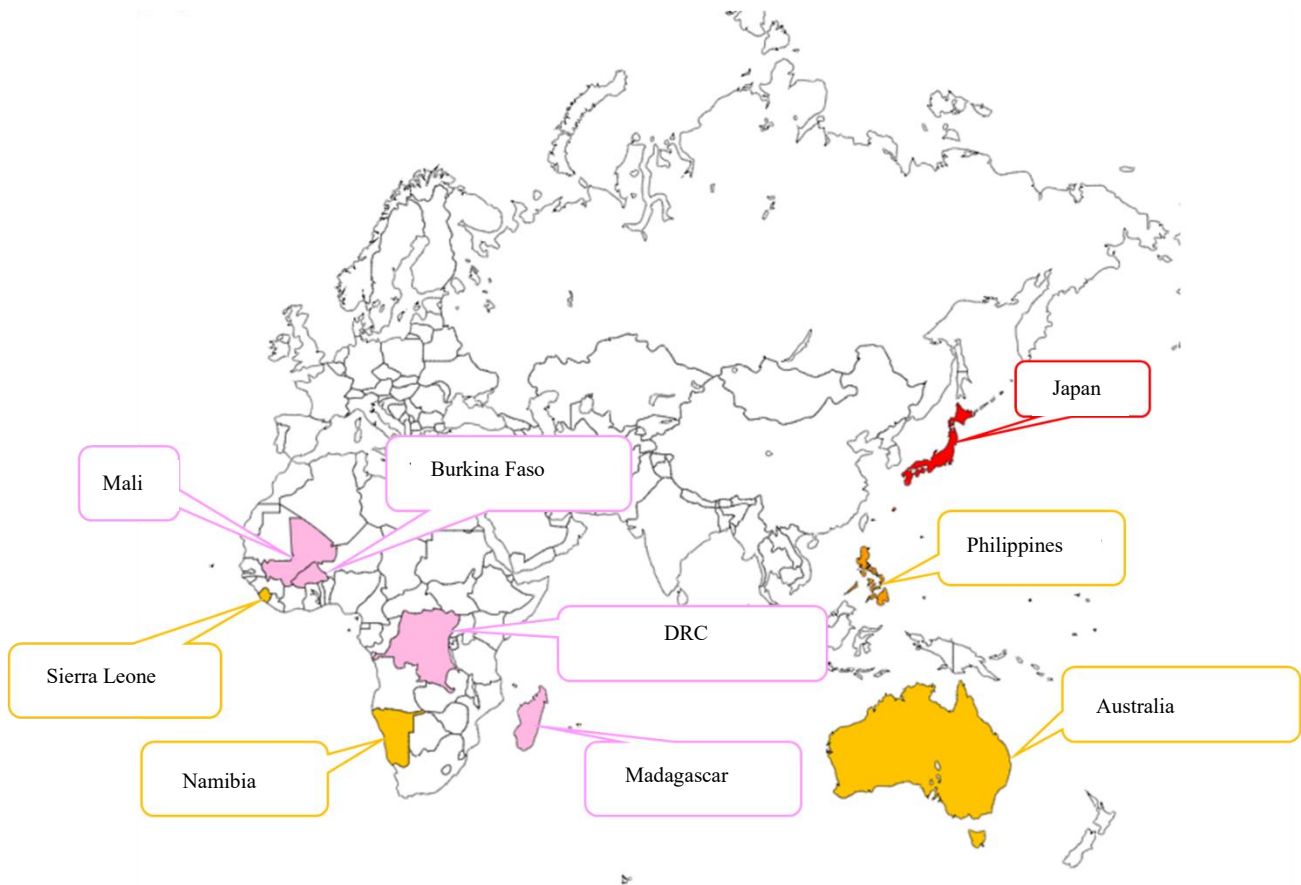 Japan
Burkina Faso
Mali
Philippines
DRC
Sierra Leone
Australia
Madagascar
Namibia